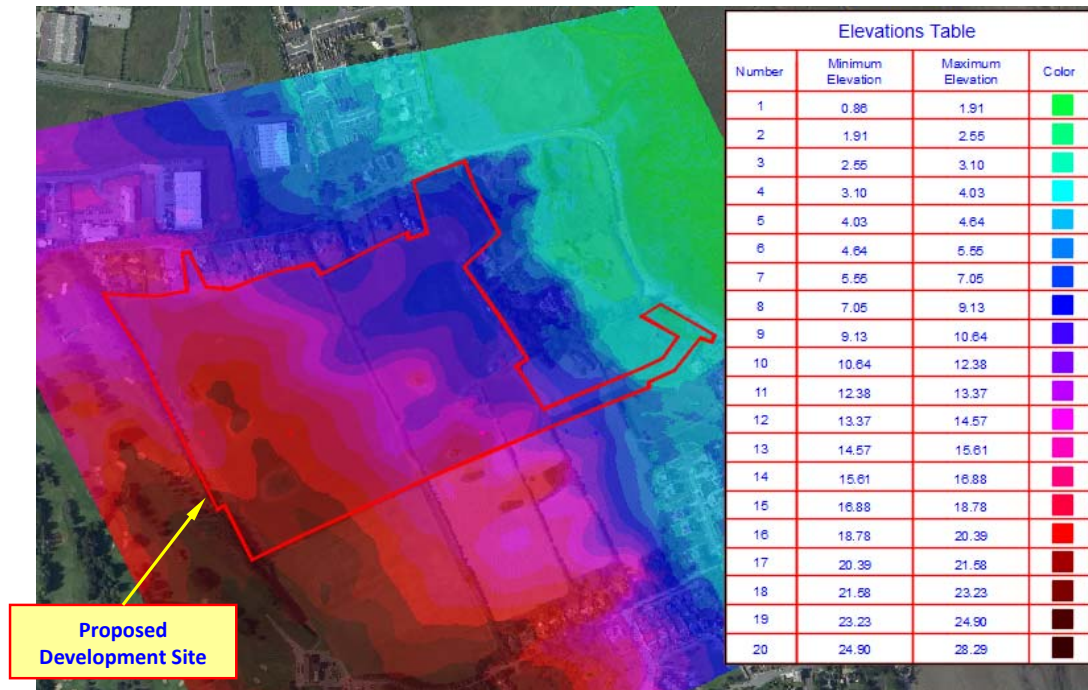 Elevations Table
Number Minimum Elevation Maximum Elevation Color
1 0.86 1.91
2 1.91 2.55
3 2.55 3.10
4 3.10 4.03
5 4.03 4.64
6 4.64 5.55
7 5.55 7.05
8 7.05 9.13
9 9.13 10.64
10 10.64 12.38
11 12.38 13.37
12 13.37 14.57
13 14.57 15.61
14 15.61 16.88
15 16.88 18.78
16 18.78 20.39
17 20.39 21.58
18 21.58 23.23
19 23.23 24.90
20 24.90 28.29
Proposed
Development Site